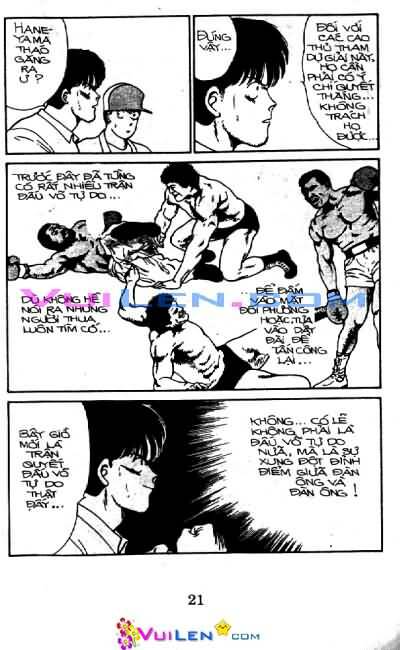 HANE-
YAMA
THÁO
GĂNG
RA
Ư ?
ĐỪNG
VẬY...
ĐỐI VỚI
CÁC CAO
THỦ THAM
DỰ GIẢI NÀY,
HỌ CẦN
PHẢI CÓ Ý
CHÍ QUYẾT
THẮNG...
KHÔNG
TRÁCH
HỌ
ĐƯỢC...
TRƯỚC ĐÂY ĐÃ TỪNG
CÓ RẤT NHIỀU TRẬN
ĐẤU VÕ TỰ DO...
DÙ KHÔNG HỀ
NÓI RA NHƯNG
NGƯỜI THUA
LUÔN TÌM CỚ...
...ĐỂ ĐẤM
VÀO MẶT
ĐỐI PHƯƠNG
HOẶC TỰA
VÀO DÂY
ĐÀI, ĐỂ
TẤN CÔNG
LẠI...
VUILEN.COM
BÂY GIỜ
MỚI LÀ
TRẬN
QUYẾT
ĐẤU VÕ
TỰ DO
THẬT
ĐẤY...
KHÔNG... CÓ LẼ
KHÔNG PHẢI LÀ
ĐẤU VÕ TỰ DO
NỮA, MÀ LÀ SỰ
XUNG ĐỘT ĐỈNH
ĐIỂM GIỮA ĐÀN
ÔNG VÀ
ĐÀN ÔNG !
21
VUILEN.COM